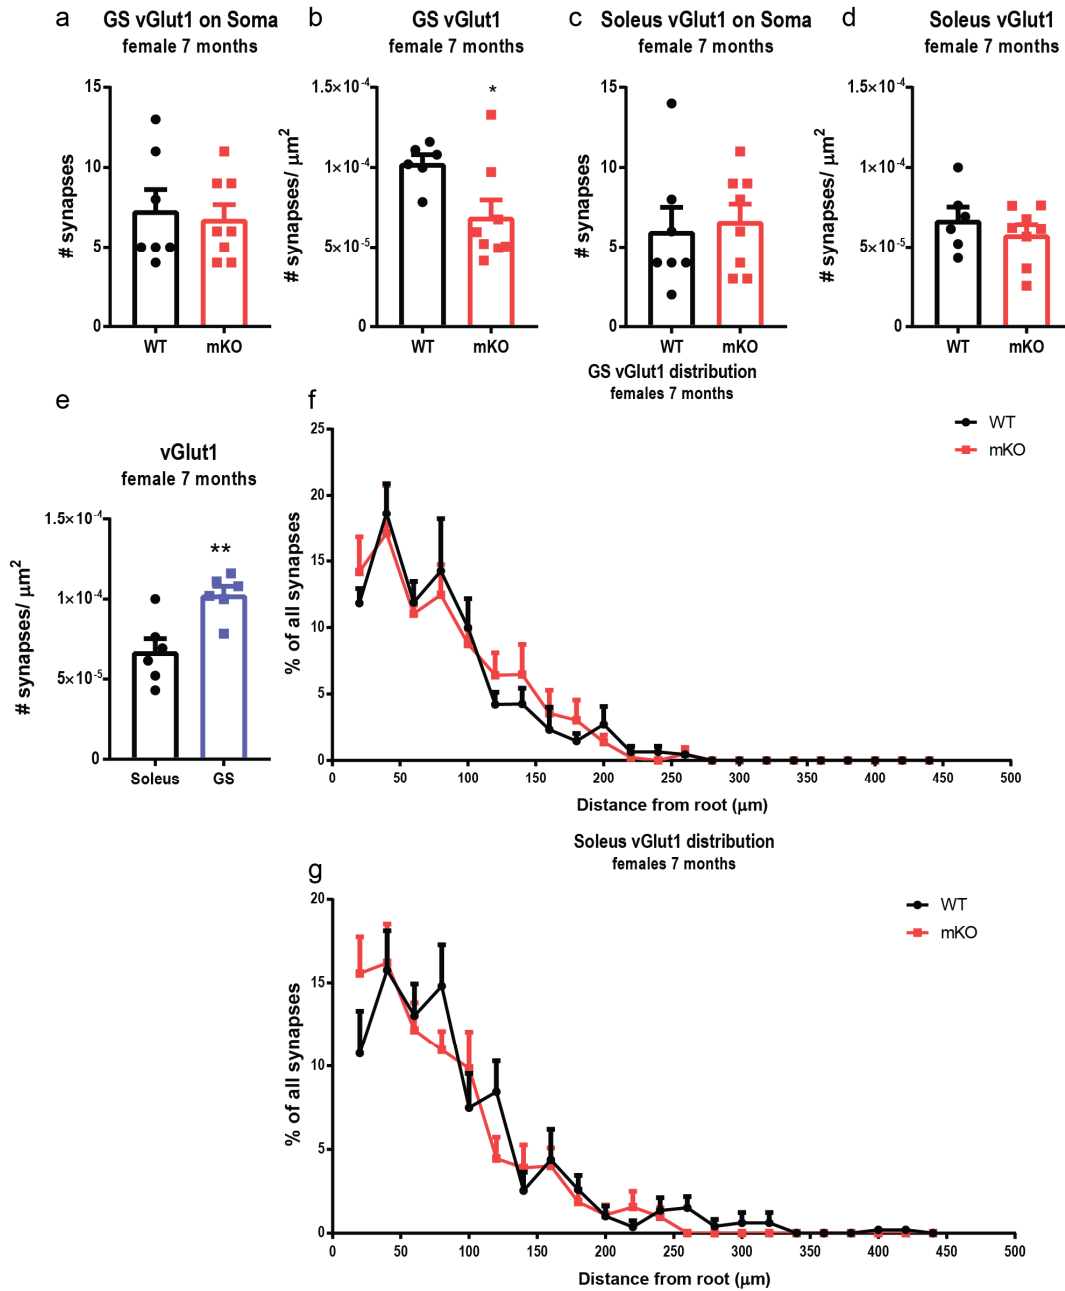 a
GS vGlut1 on Soma
female 7 months
# synapses
15
10
5
0
WT
mKO
b
GS vGlut1
female 7 months
# synapses/ μm²
1.5×10⁻⁴
1×10⁻⁴
5×10⁻⁵
0
*
WT
mKO
c
Soleus vGlut1 on Soma
female 7 months
# synapses
15
10
5
0
WT
mKO
d
Soleus vGlut1
female 7 months
# synapses/ μm²
1.5×10⁻⁴
1×10⁻⁴
5×10⁻⁵
0
WT
mKO
e
vGlut1
female 7 months
# synapses/ μm²
1.5×10⁻⁴
1×10⁻⁴
5×10⁻⁵
0
**
Soleus
GS
f
GS vGlut1 distribution
females 7 months
WT
mKO
% of all synapses
25
20
15
10
5
0
0 50 100 150 200 250 300 350 400 450 500
Distance from root (μm)
g
Soleus vGlut1 distribution
females 7 months
WT
mKO
% of all synapses
20
15
10
5
0
0 50 100 150 200 250 300 350 400 450 500
Distance from root (μm)